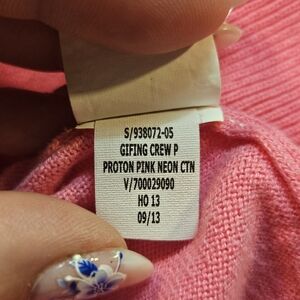 S/938072-05
GIFING CREW P
PROTON PINK NEON CTN
V/700029090
HO 13
09/13